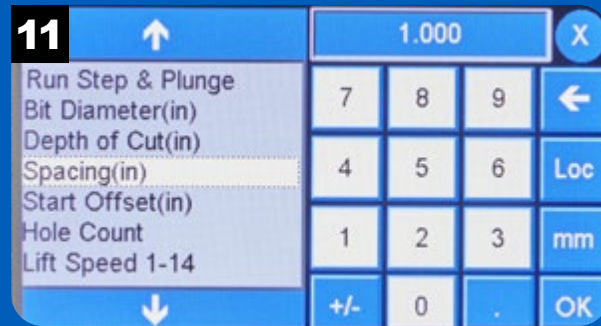 11
1.000
X
Run Step & Plunge
Bit Diameter(in)
Depth of Cut(in)
Spacing(in)
Start Offset(in)
Hole Count
Lift Speed 1-14
7 8 9
4 5 6 Loc
1 2 3 mm
+/- 0 . OK